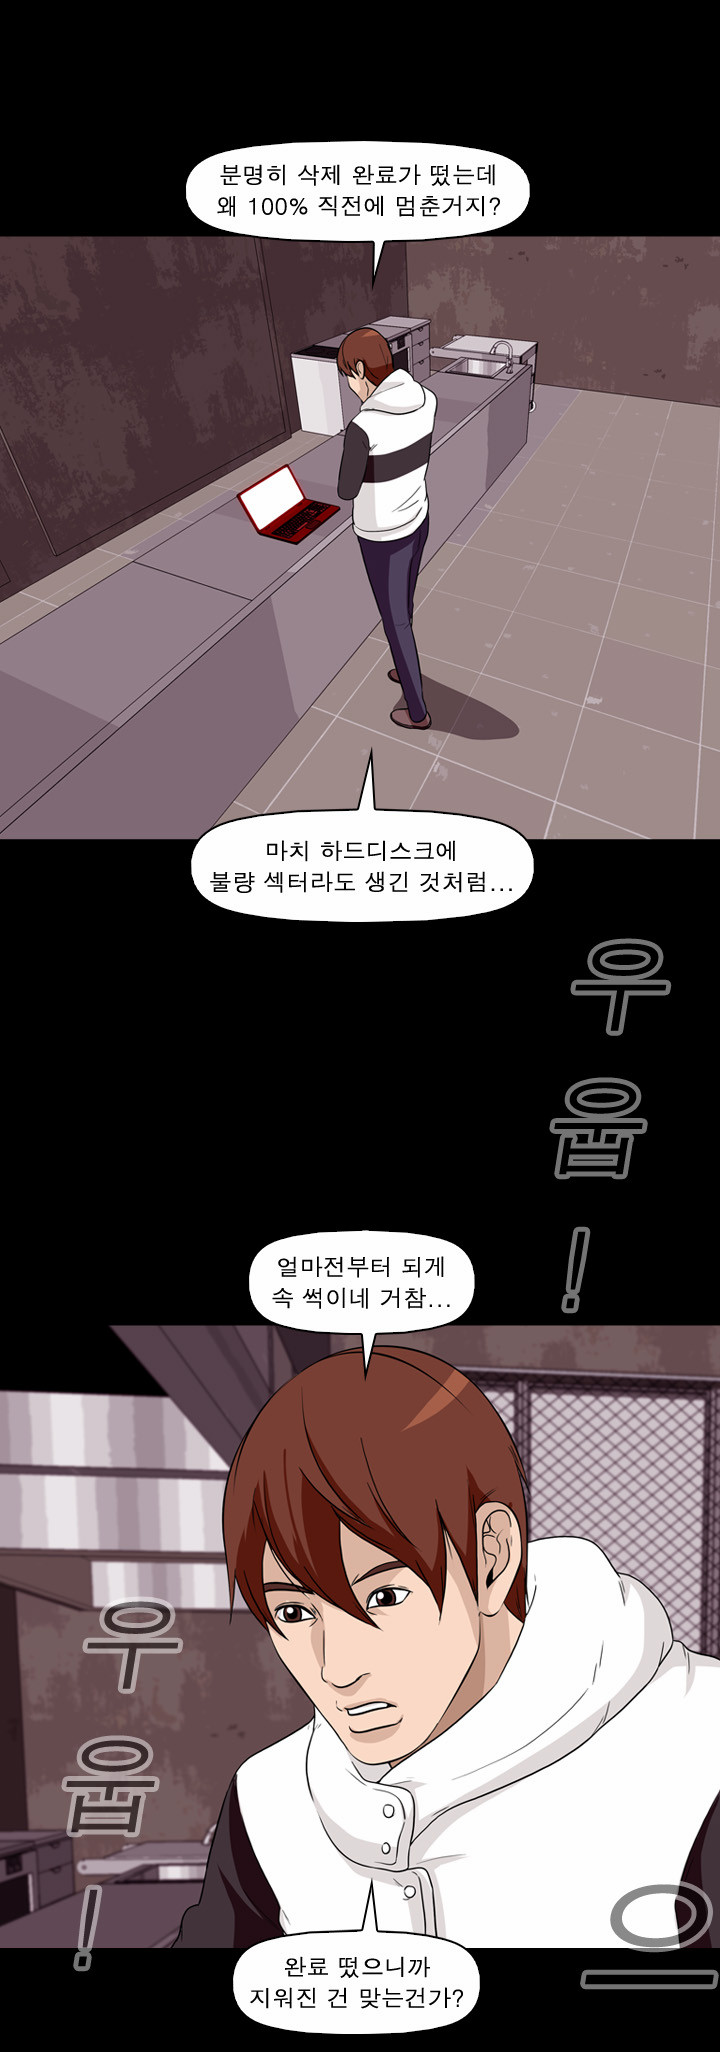 분명히 삭제 완료가 떴는데
왜 100% 직전에 멈춘거지?
마치 하드디스크에
불량 섹터라도 생긴 것처럼...
우
웁
!
얼마전부터 되게
속 썩이네 거참...
우
웁
!
으
완료 떴으니까
지워진 건 맞는건가?